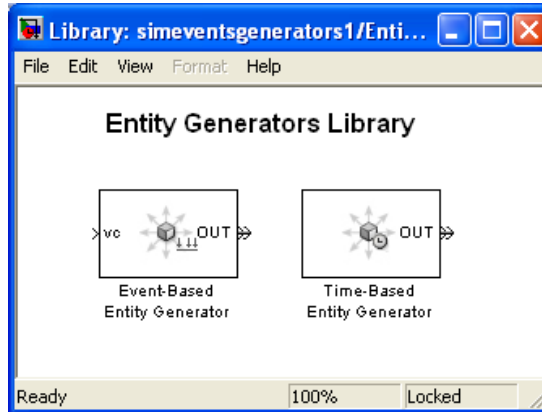 Library: simeventsgenerators1/Enti...
File Edit View Format Help
Entity Generators Library
vc OUT
OUT
Event-Based
Entity Generator
Time-Based
Entity Generator
Ready 100% Locked